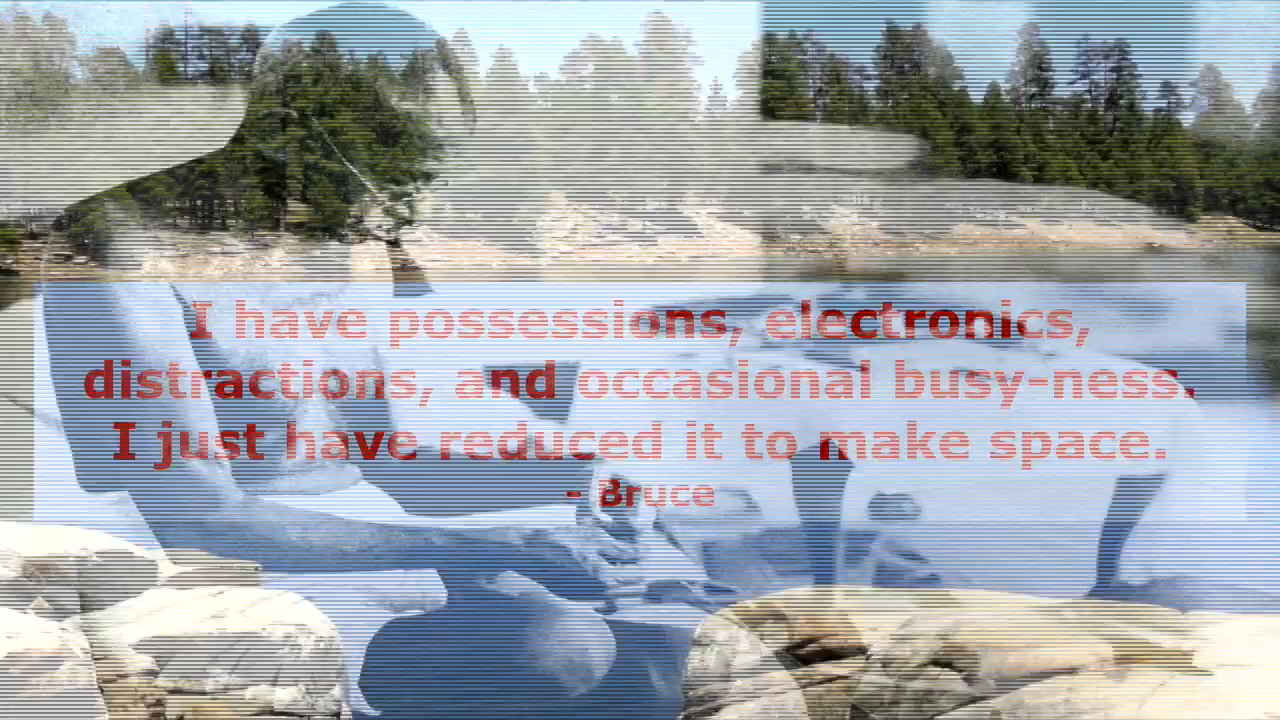 I have possessions, electronics,
distractions, and occasional busy-ness.
I just have reduced it to make space.
- Bruce